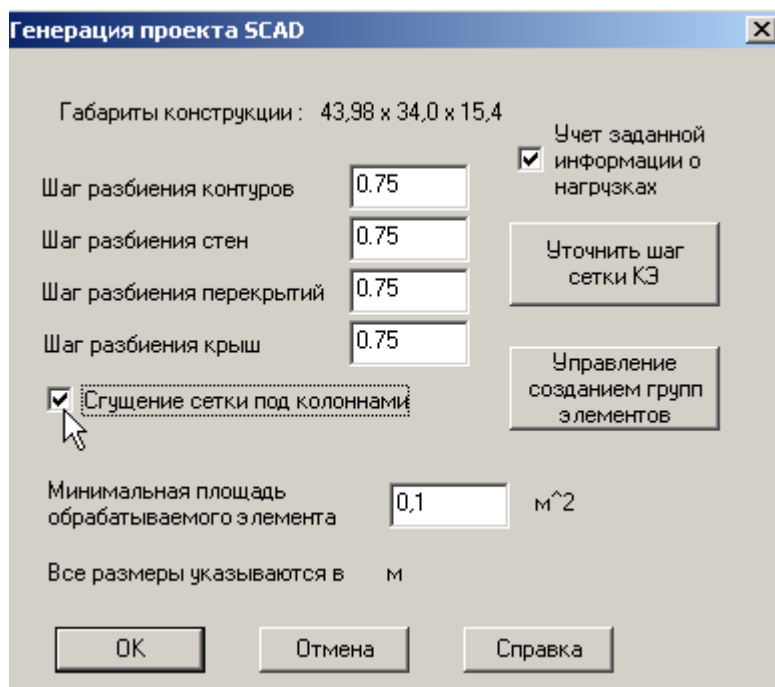 Генерация проекта SCAD
Габариты конструкции : 43,98 x 34,0 x 15,4
Учет заданной
информации о
нагрузках
Шаг разбиения контуров 0.75
Шаг разбиения стен 0.75
Уточнить шаг
сетки КЭ
Шаг разбиения перекрытий 0.75
Шаг разбиения крыш 0.75
Управление
созданием групп
элементов
Сгущение сетки под колоннами
Минимальная площадь
обрабатываемого элемента 0,1 м^2
Все размеры указываются в м
OK Отмена Справка